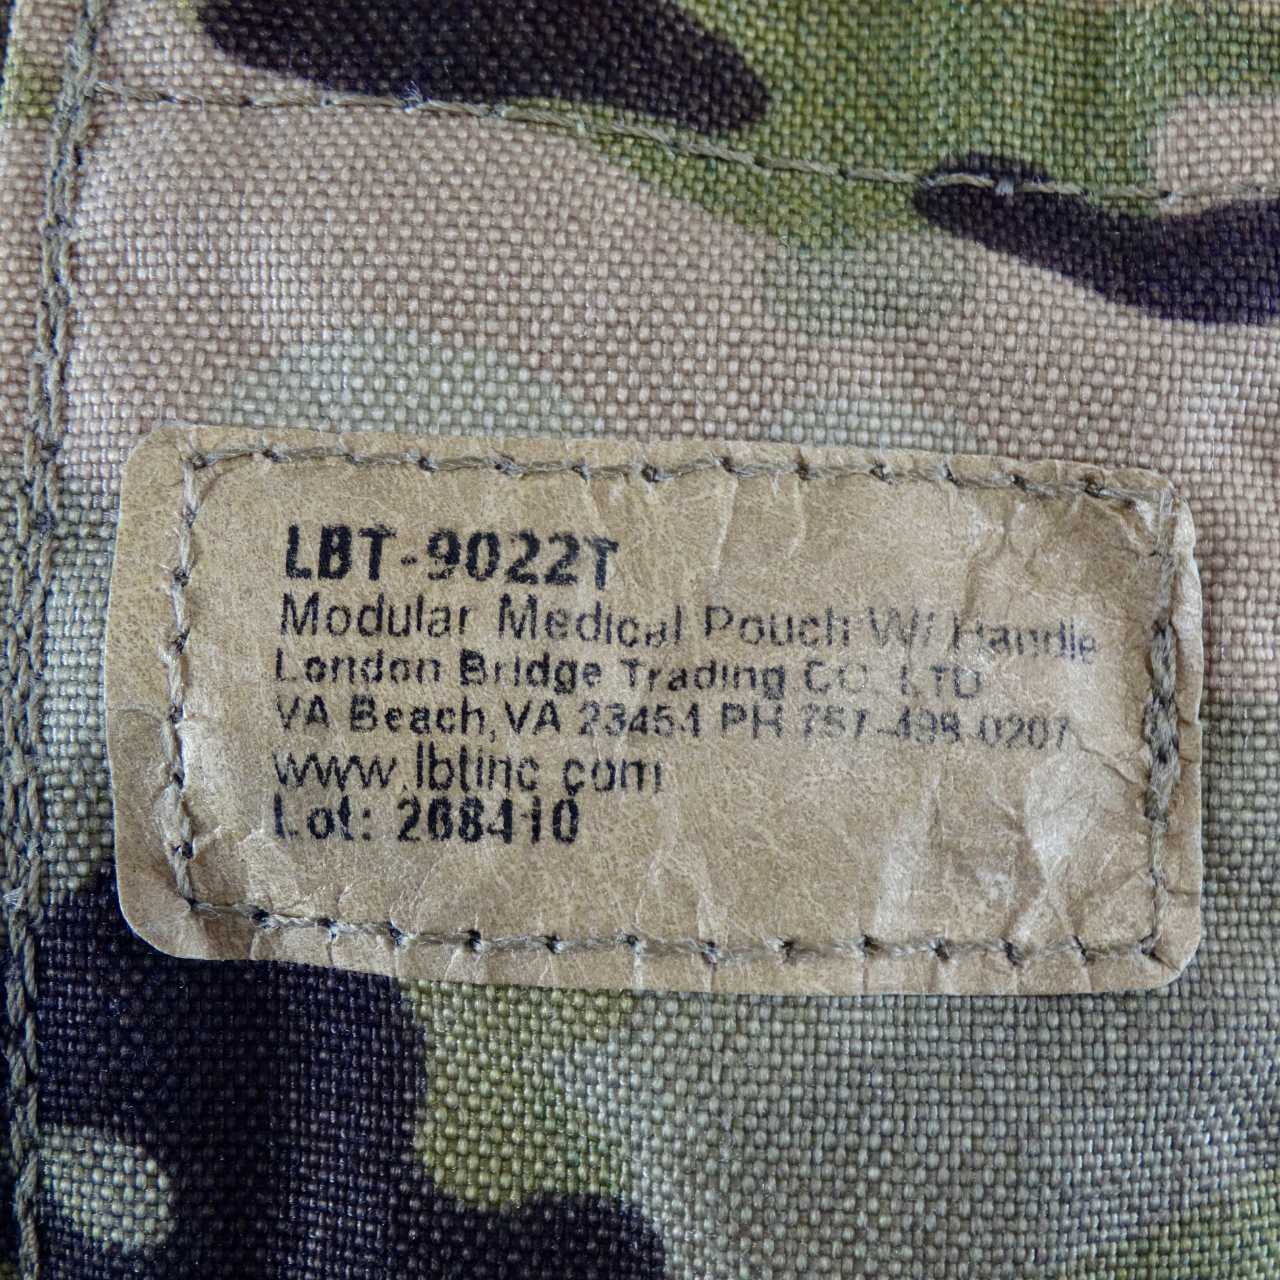 LBT-9022T
Modular Medical Pouch W/ Handle
London Bridge Trading CO. LTD
VA Beach, VA 23454 PH 757-498-0207
www.lbtinc.com
Lot: 268410